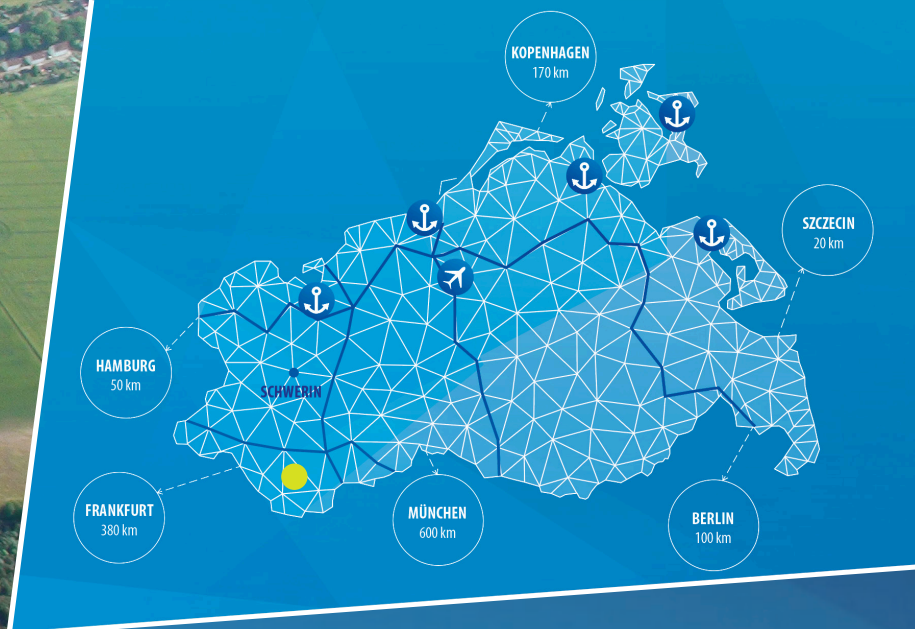 KOPENHAGEN
170 km
SZCZECIN
20 km
HAMBURG
50 km
SCHWERIN
FRANKFURT
380 km
MÜNCHEN
600 km
BERLIN
100 km